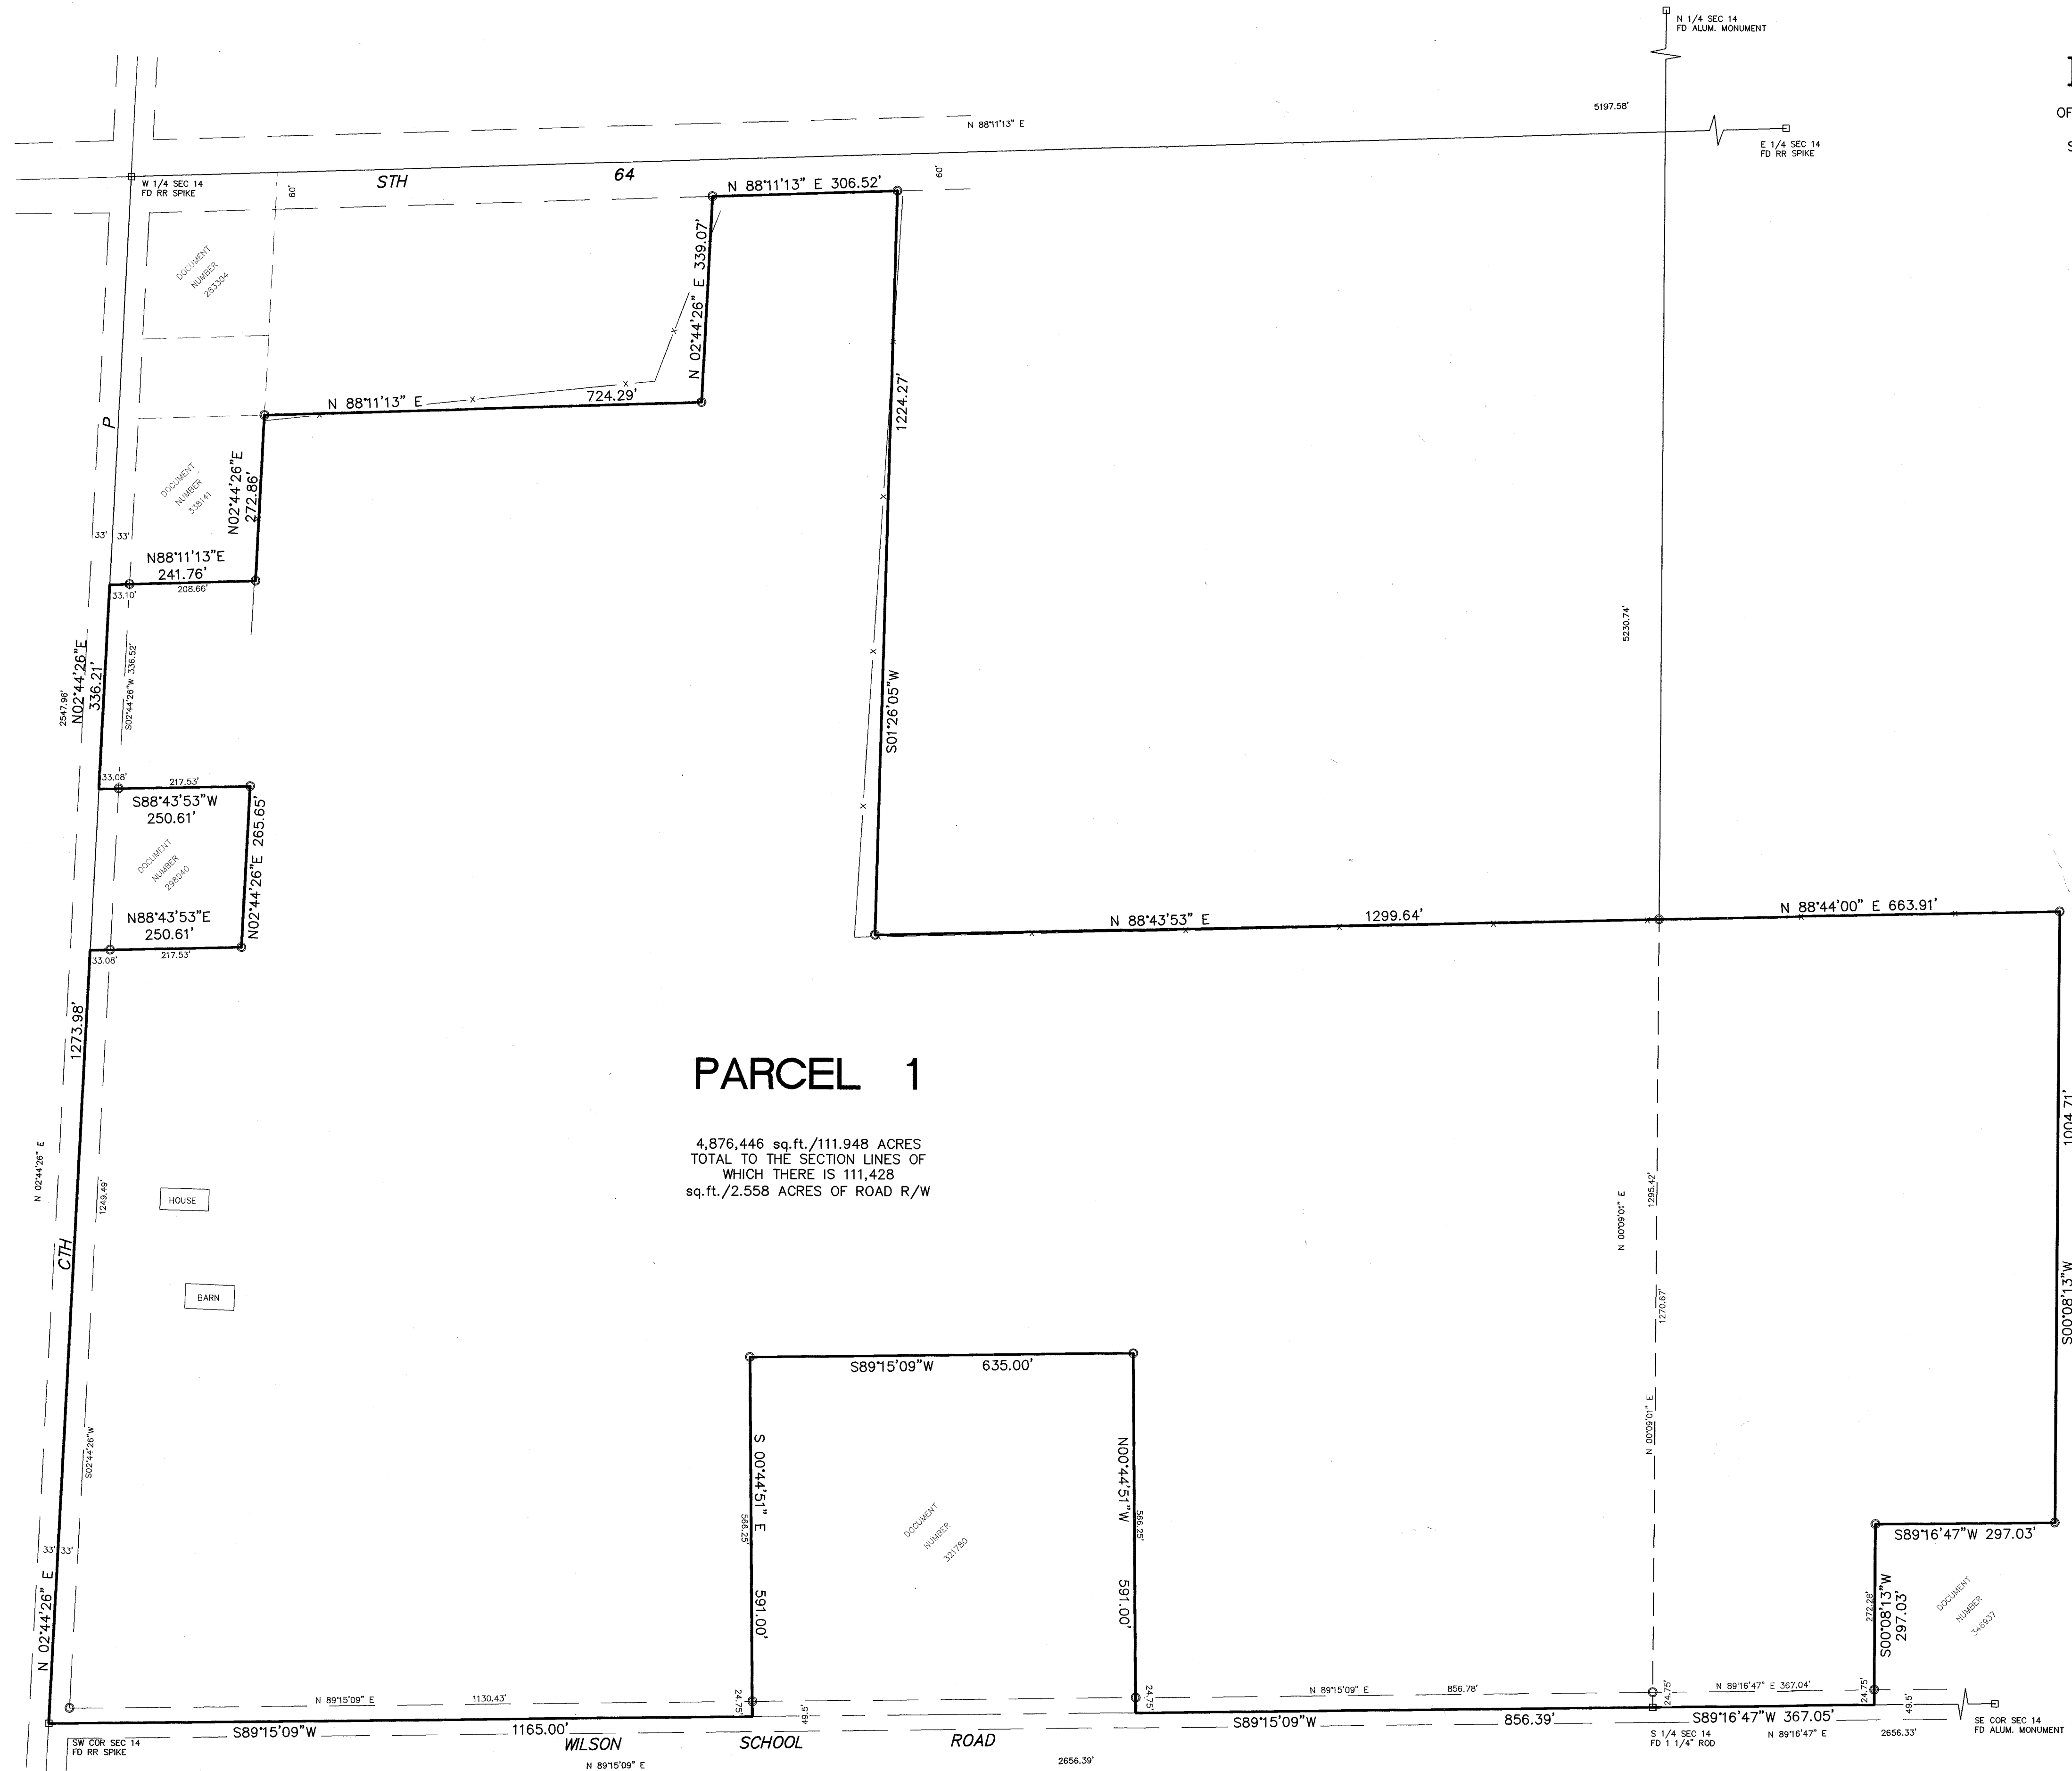 N 1/4 SEC 14
FD ALUM. MONUMENT
OF
S
5197.58'
N 88°11'13" E
E 1/4 SEC 14
FD RR SPIKE
W 1/4 SEC 14
FD RR SPIKE
STH 64
60'
60'
N 88°11'13" E 306.52'
DOCUMENT
NUMBER
283304
N 02°44'26" E 339.07'
N 88°11'13" E 724.29'
P
1224.27'
S01°26'05"W
DOCUMENT
NUMBER
338141
N02°44'26"E
272.86'
33' 33'
N88°11'13"E
241.76'
33.10' 208.66'
5230.74'
2547.96'
N02°44'26"E
336.21'
S02°44'26"W 336.52'
33.08' 217.53'
S88°43'53"W
250.61'
N02°44'26"E 265.65'
DOCUMENT
NUMBER
298040
N88°43'53"E
250.61'
33.08' 217.53'
N 88°43'53" E 1299.64'
N 88°44'00" E 663.91'
1273.98'
PARCEL 1
4,876,446 sq.ft./111.948 ACRES
TOTAL TO THE SECTION LINES OF
WHICH THERE IS 111,428
sq.ft./2.558 ACRES OF ROAD R/W
1004.71'
S00°08'13"W
N 02°44'26" E
1249.49'
HOUSE
BARN
CTH
N 00°09'01" E
1295.42'
1270.67'
N 00°09'01" E
S02°44'26"W
S89°15'09"W 635.00'
S 00°44'51" E
566.25'
591.00'
N00°44'51"W
566.25'
591.00'
DOCUMENT
NUMBER
321780
S89°16'47"W 297.03'
272.28'
S00°08'13"W
297.03'
DOCUMENT
NUMBER
346937
33' 33'
N 02°44'26" E
N 89°15'09" E 1130.43'
24.75'
49.5'
24.75'
N 89°15'09" E 856.78'
24.75'
N 89°16'47" E 367.04'
24.75'
49.5'
S89°15'09"W 1165.00'
S89°15'09"W 856.39'
S89°16'47"W 367.05'
SW COR SEC 14
FD RR SPIKE
WILSON SCHOOL ROAD
S 1/4 SEC 14
FD 1 1/4" ROD
N 89°16'47" E 2656.33'
SE COR SEC 14
FD ALUM. MONUMENT
N 89°15'09" E 2656.39'